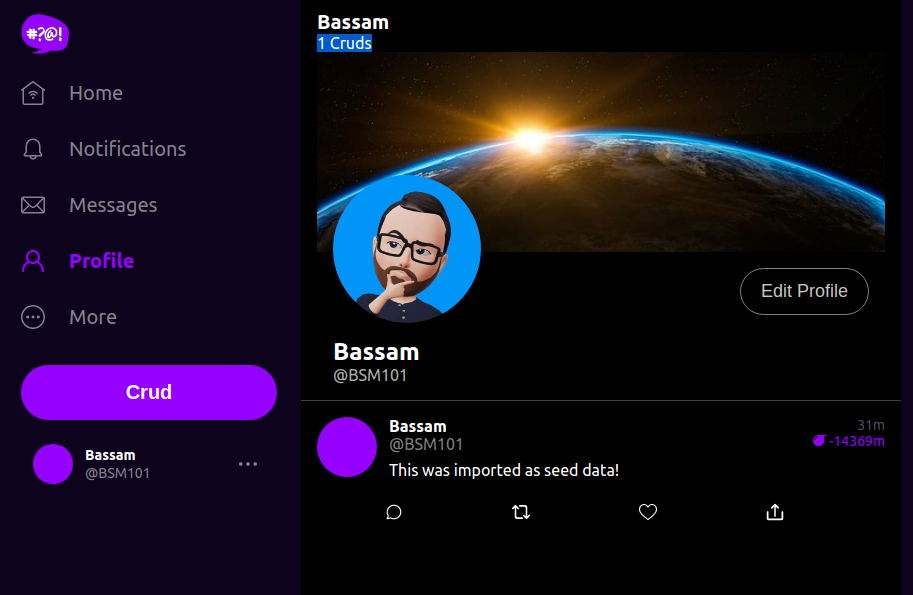 #?@!
Home
Notifications
Messages
Profile
More
Crud
Bassam
@BSM101
Bassam
1 Cruds
Edit Profile
Bassam
@BSM101
Bassam
31m
@BSM101
-14369m
This was imported as seed data!